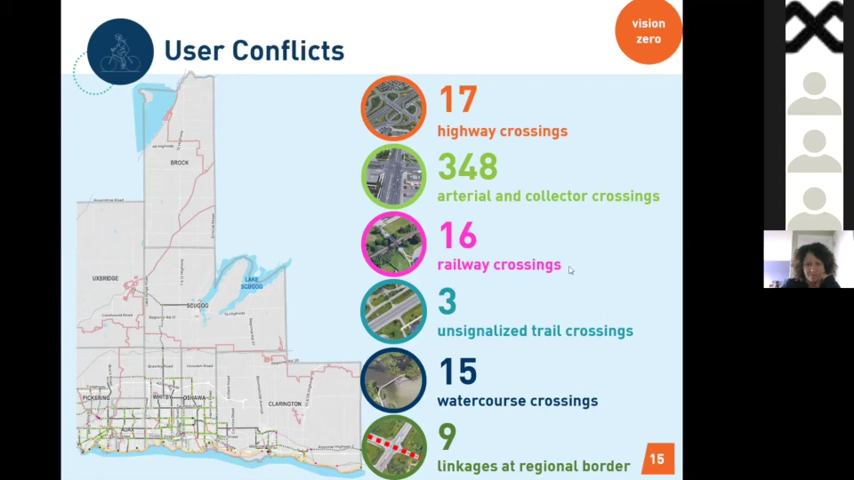 User Conflicts
vision
zero
17
highway crossings
348
arterial and collector crossings
16
railway crossings
3
unsignalized trail crossings
15
watercourse crossings
9
linkages at regional border
15
BROCK
UXBRIDGE
SCUGOG
LAKE
SCUGOG
PICKERING
WHITBY
OSHAWA
AJAX
CLARINGTON